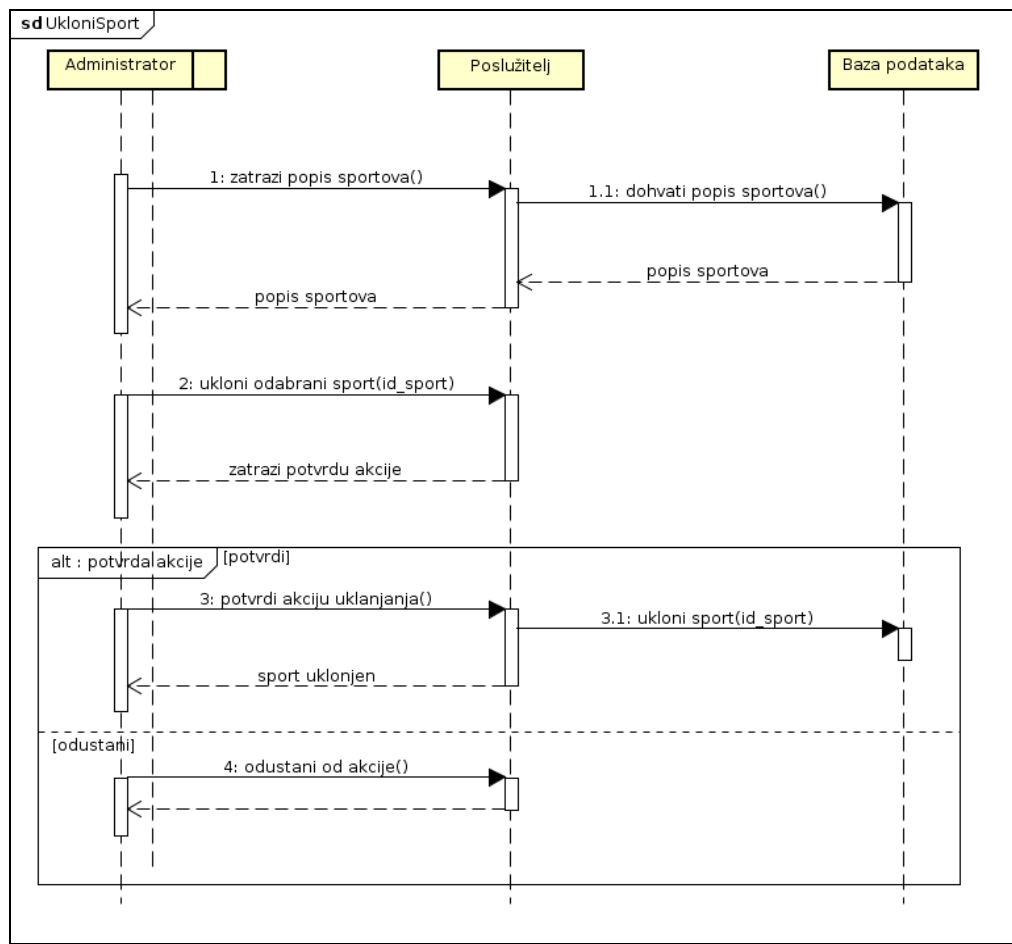 sd UkloniSport
Administrator
Poslužitelj
Baza podataka
1: zatrazi popis sportova()
1.1: dohvati popis sportova()
popis sportova
popis sportova
2: ukloni odabrani sport(id_sport)
zatrazi potvrdu akcije
alt : potvrda akcije
[potvrdi]
3: potvrdi akciju uklanjanja()
3.1: ukloni sport(id_sport)
sport uklonjen
[odustani]
4: odustani od akcije()